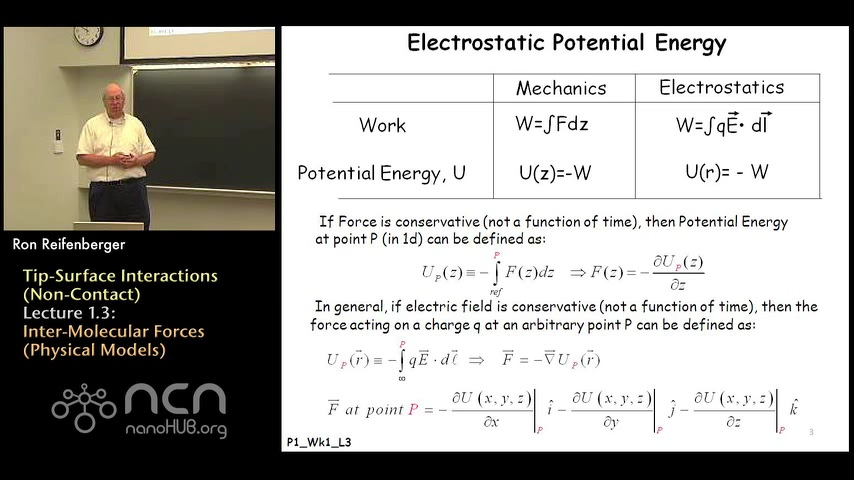 Electrostatic Potential Energy
Mechanics Electrostatics
Work W=∫Fdz W=∫qE⃗• dl⃗
Potential Energy, U U(z)=-W U(r)= - W
If Force is conservative (not a function of time), then Potential Energy
at point P (in 1d) can be defined as:
U_P(z) ≡ -∫_ref^P F(z)dz ⇒ F(z) = - ∂U_P(z)/∂z
In general, if electric field is conservative (not a function of time), then the
force acting on a charge q at an arbitrary point P can be defined as:
U_P(r⃗) ≡ -∫_∞^P qE⃗ · dℓ⃗ ⇒ F⃗ = -∇⃗U_P(r⃗)
F⃗ at point P = - ∂U(x,y,z)/∂x|_P î - ∂U(x,y,z)/∂y|_P ĵ - ∂U(x,y,z)/∂z|_P k̂
P1_Wk1_L3
3
Ron Reifenberger
Tip-Surface Interactions
(Non-Contact)
Lecture 1.3:
Inter-Molecular Forces
(Physical Models)
ncn
nanoHUB.org